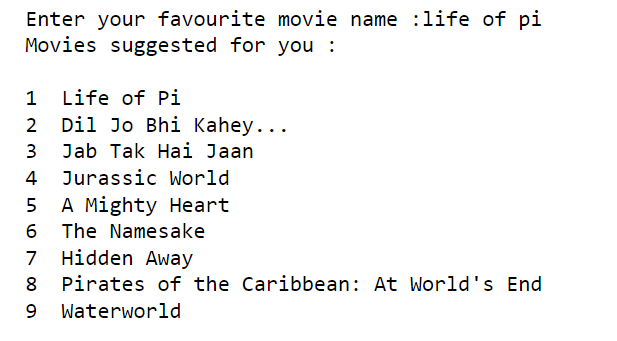 Enter your favourite movie name :life of pi
Movies suggested for you :
1 Life of Pi
2 Dil Jo Bhi Kahey...
3 Jab Tak Hai Jaan
4 Jurassic World
5 A Mighty Heart
6 The Namesake
7 Hidden Away
8 Pirates of the Caribbean: At World's End
9 Waterworld